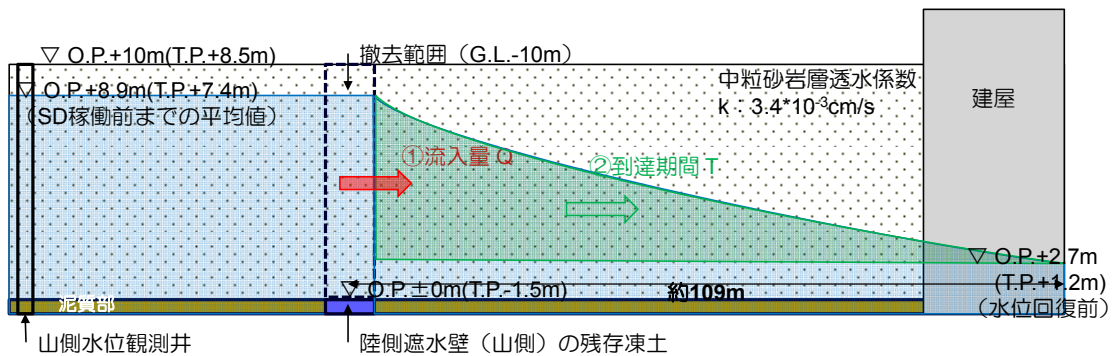 ▽ O.P.+10m(T.P.+8.5m)
撤去範囲（G.L.-10m）
▽ O.P.+8.9m(T.P.+7.4m)
（SD稼働前までの平均値）
中粒砂岩層透水係数
k：3.4*10⁻³cm/s
建屋
①流入量 Q
②到達期間 T
▽ O.P.+2.7m
(T.P.+1.2m)
（水位回復前）
▽ O.P.±0m(T.P.-1.5m)
約109m
泥質部
山側水位観測井
陸側遮水壁（山側）の残存凍土